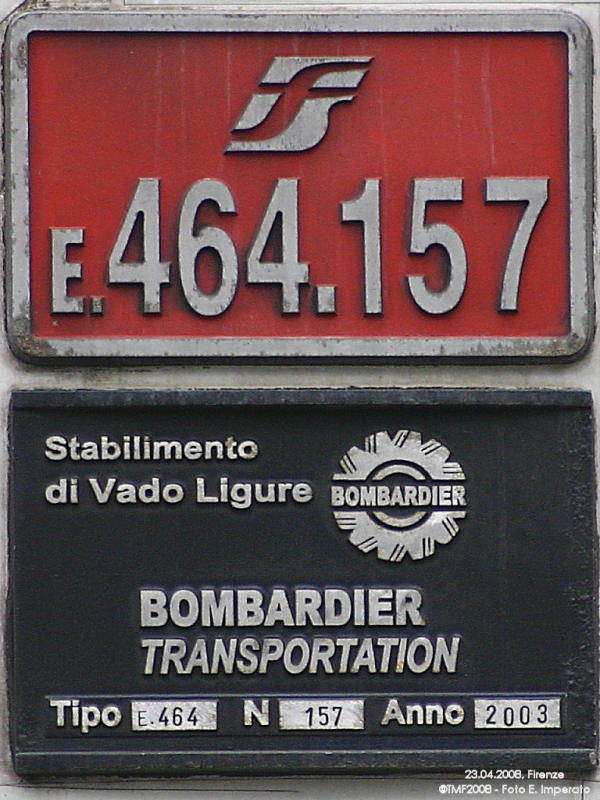 E.464.157
Stabilimento
di Vado Ligure
BOMBARDIER
BOMBARDIER
TRANSPORTATION
Tipo E.464 N 157 Anno 2003
23.04.2008, Firenze
©TMF2008 - Foto E. Imperato